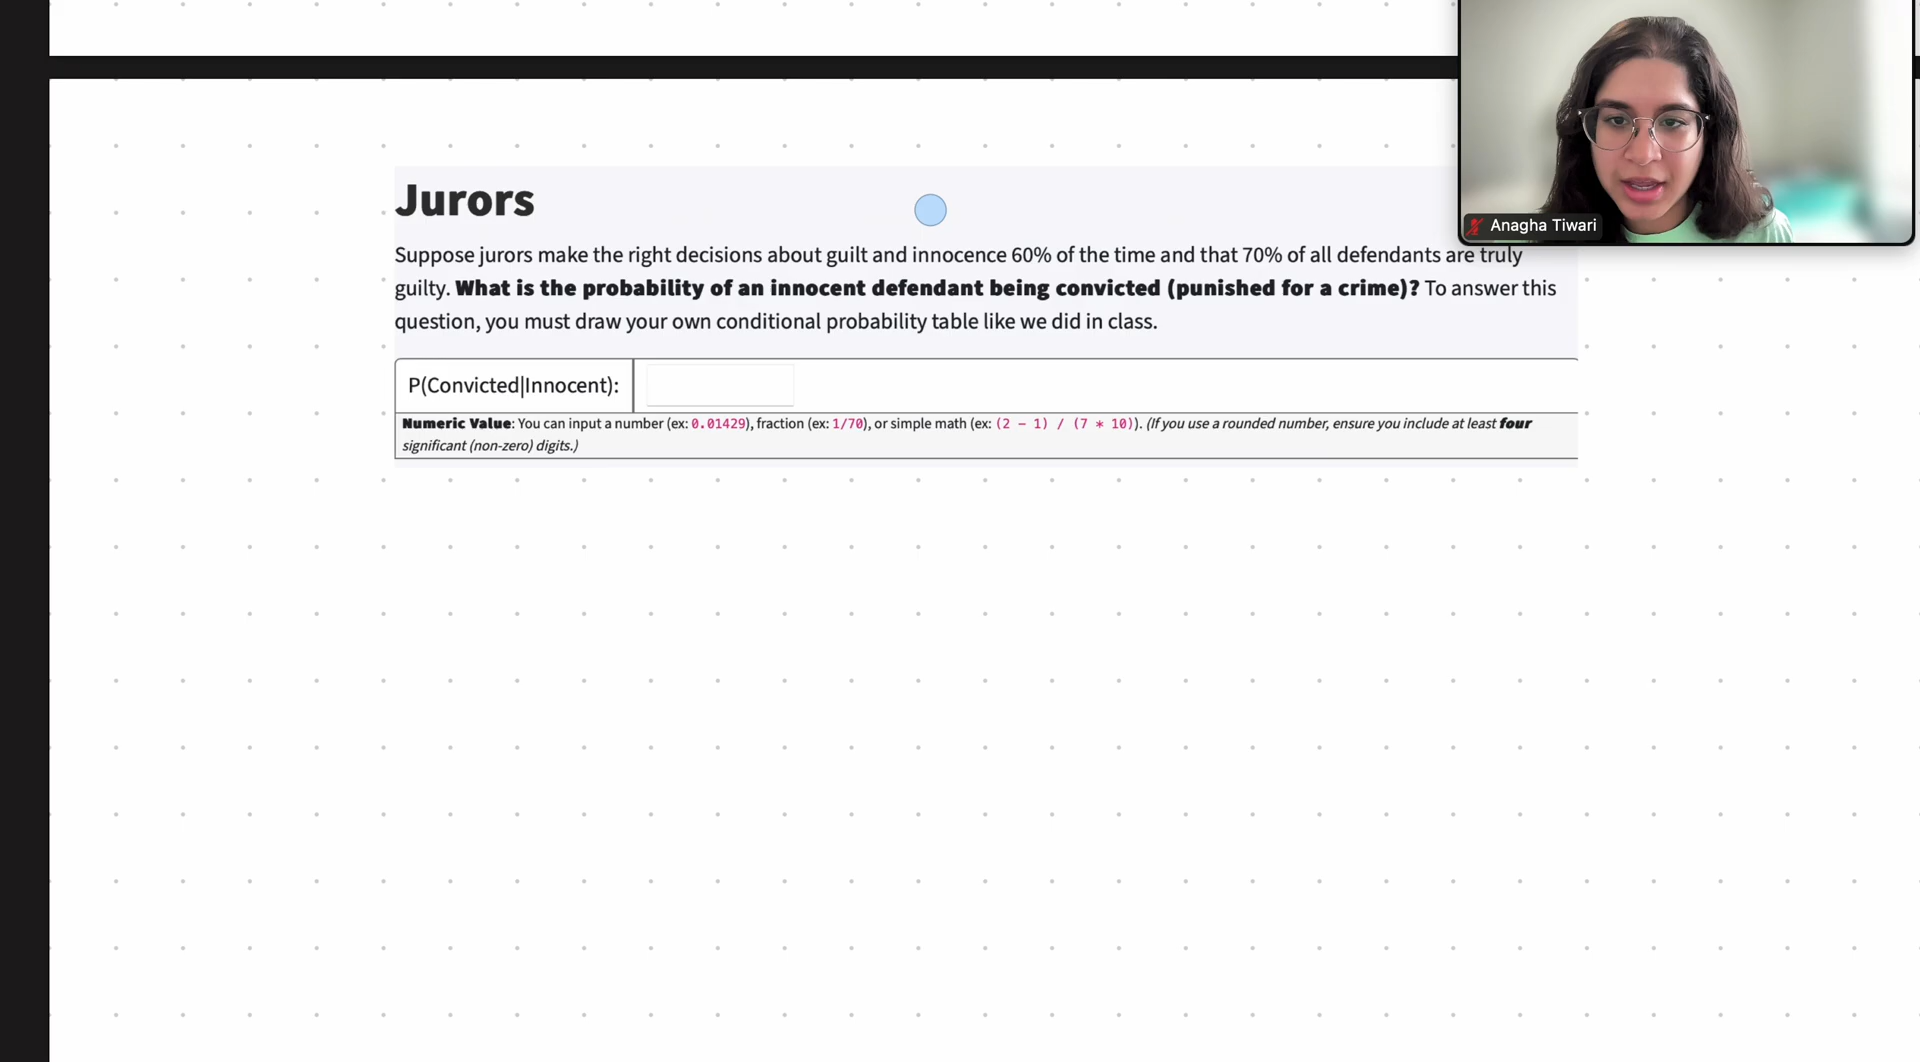 Jurors
Suppose jurors make the right decisions about guilt and innocence 60% of the time and that 70% of all defendants are truly
guilty. What is the probability of an innocent defendant being convicted (punished for a crime)? To answer this
question, you must draw your own conditional probability table like we did in class.
P(Convicted|Innocent):
Numeric Value: You can input a number (ex: 0.01429), fraction (ex: 1/70), or simple math (ex: (2 - 1) / (7 * 10)). (If you use a rounded number, ensure you include at least four
significant (non-zero) digits.)
Anagha Tiwari